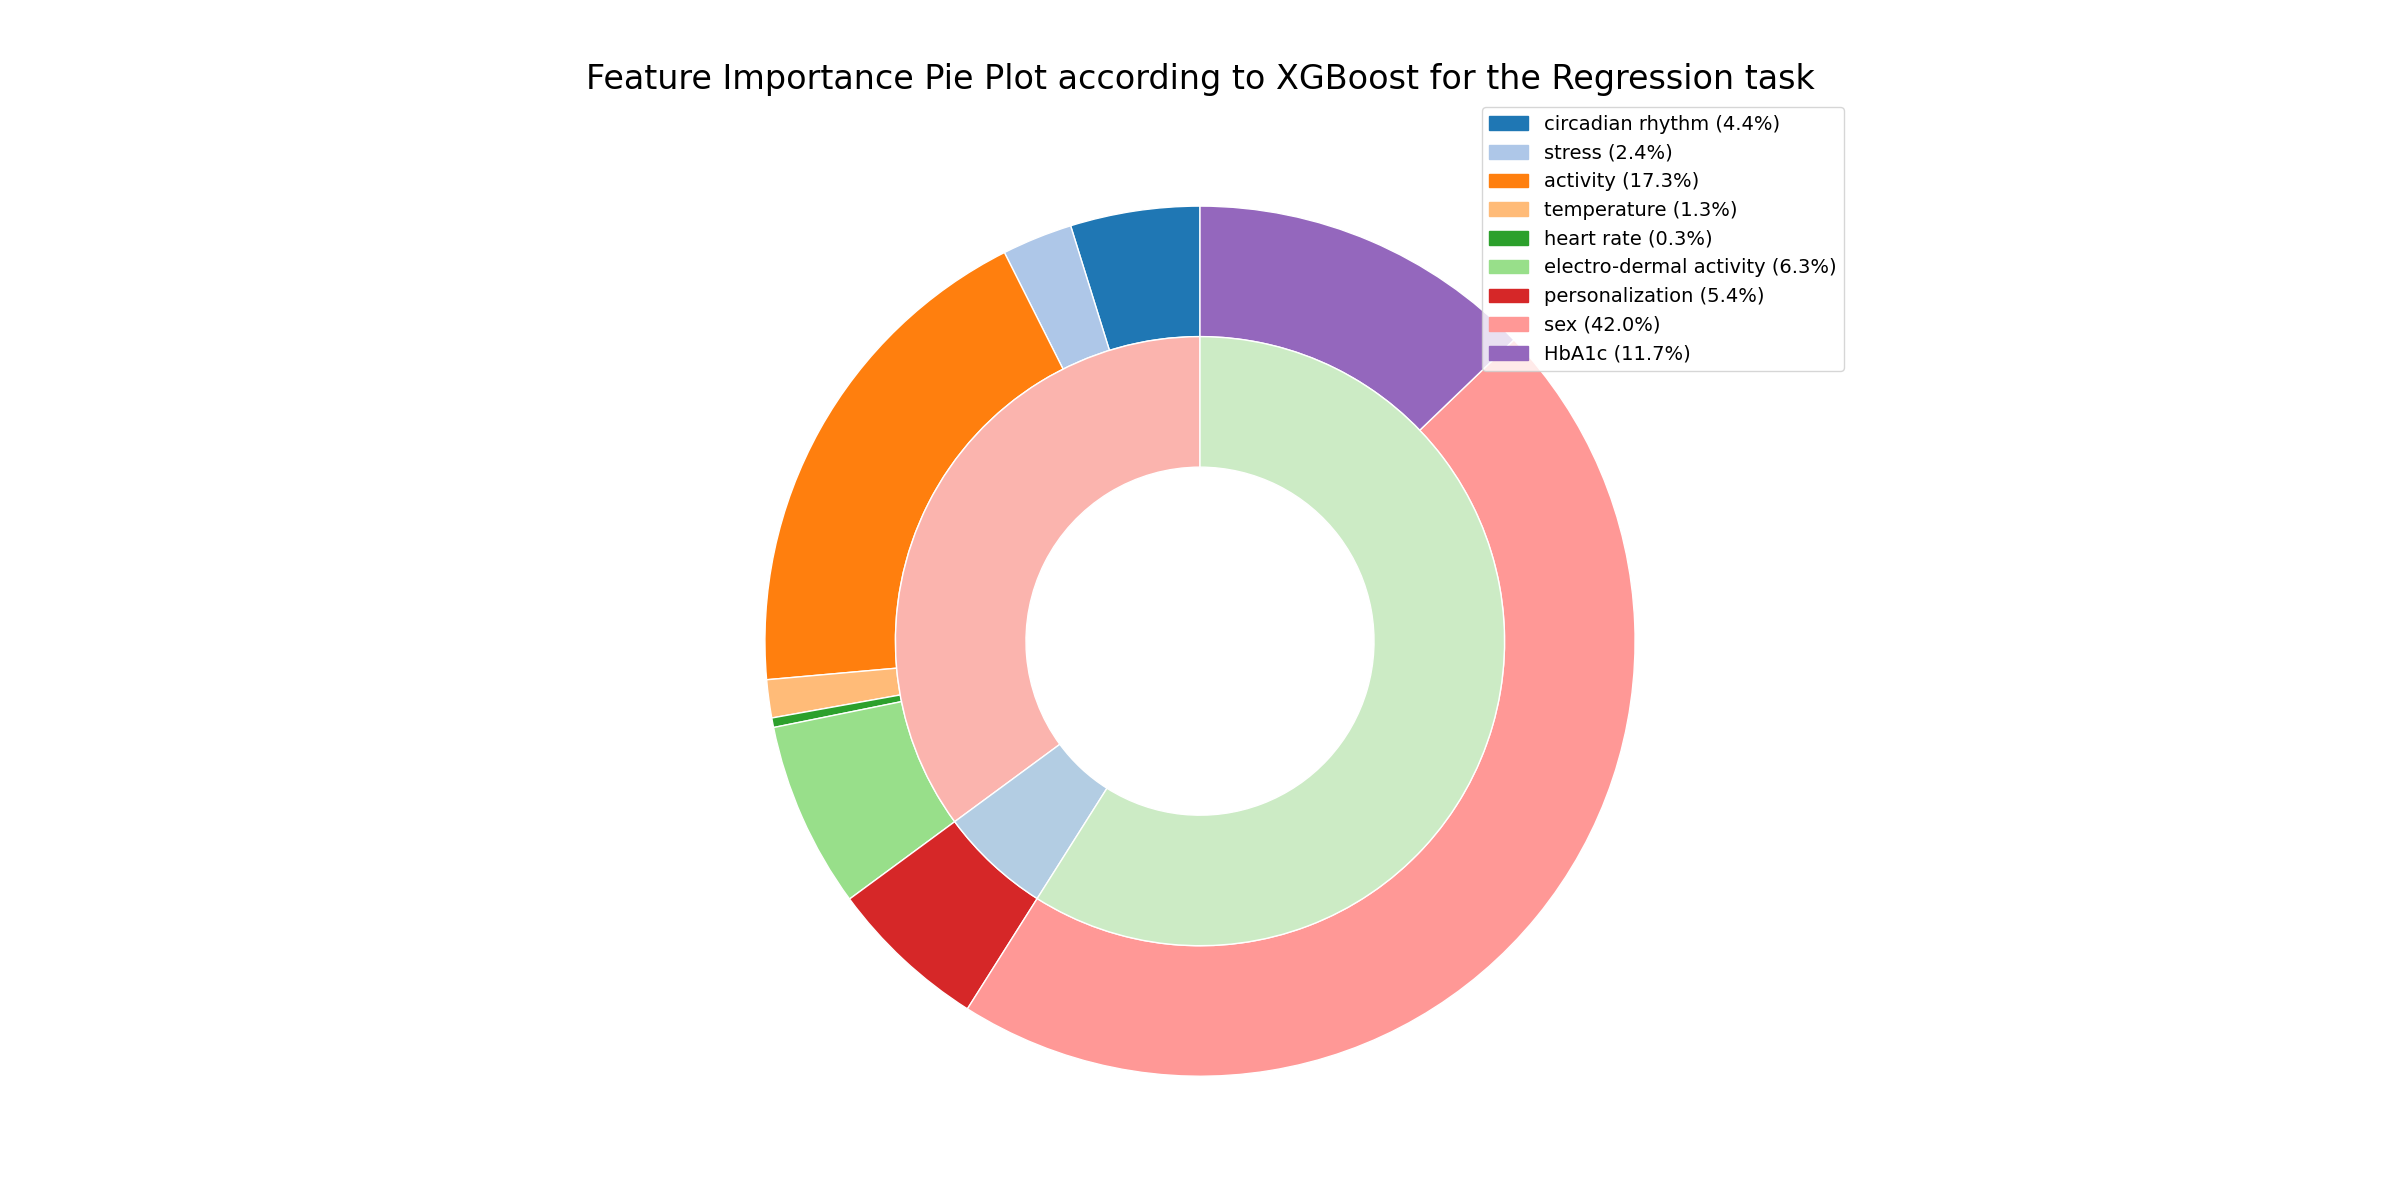 Feature Importance Pie Plot according to XGBoost for the Regression task
circadian rhythm (4.4%)
stress (2.4%)
activity (17.3%)
temperature (1.3%)
heart rate (0.3%)
electro-dermal activity (6.3%)
personalization (5.4%)
sex (42.0%)
HbA1c (11.7%)